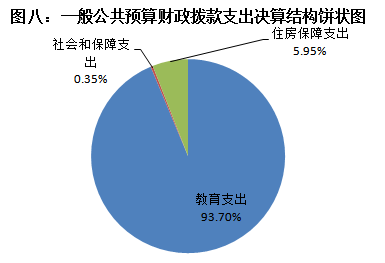 图八：一般公共预算财政拨款支出决算结构饼状图
住房保障支出
5.95%
社会和保障支
出
0.35%
教育支出
93.70%